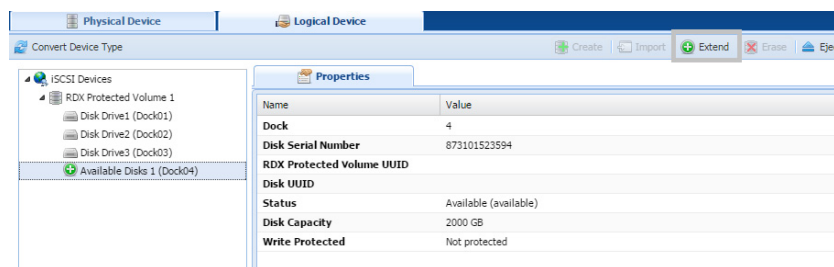 Physical Device Logical Device
Convert Device Type Create Import Extend Erase
iSCSI Devices
RDX Protected Volume 1
Disk Drive1 (Dock01)
Disk Drive2 (Dock02)
Disk Drive3 (Dock03)
Available Disks 1 (Dock04)
Properties
Name Value
Dock 4
Disk Serial Number 873101523594
RDX Protected Volume UUID
Disk UUID
Status Available (available)
Disk Capacity 2000 GB
Write Protected Not protected